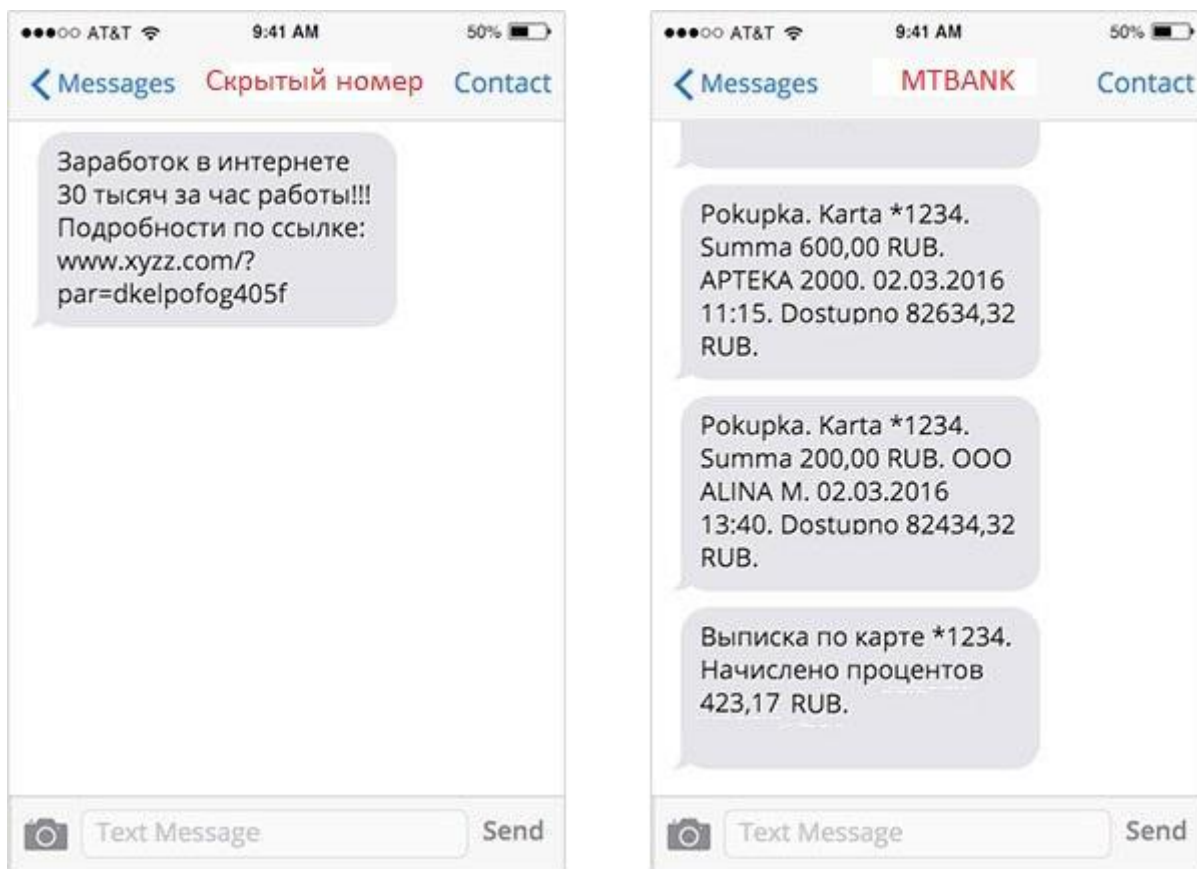 AT&T 9:41 AM 50%
Messages Скрытый номер Contact
Заработок в интернете
30 тысяч за час работы!!!
Подробности по ссылке:
www.xyzz.com/?
par=dkelpofog405f
Text Message Send
AT&T 9:41 AM 50%
Messages MTBANK Contact
Pokupka. Karta *1234.
Summa 600,00 RUB.
APTEKA 2000. 02.03.2016
11:15. Dostupno 82634,32
RUB.
Pokupka. Karta *1234.
Summa 200,00 RUB. OOO
ALINA M. 02.03.2016
13:40. Dostupno 82434,32
RUB.
Выписка по карте *1234.
Начислено процентов
423,17 RUB.
Text Message Send